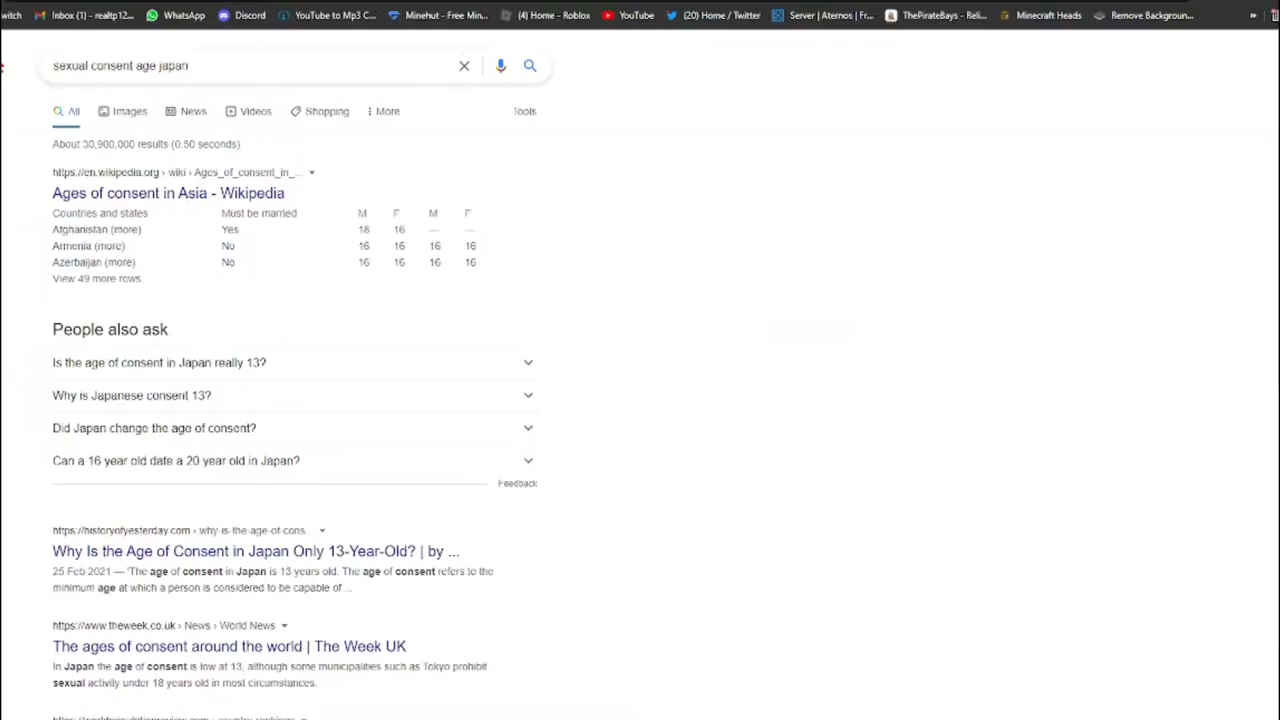 witch Inbox (1) - realtp12... WhatsApp Discord YouTube to Mp3 C... Minehut - Free Min... (4) Home - Roblox YouTube (20) Home / Twitter Server | Aternos | Fr... ThePirateBays - Reli... Minecraft Heads Remove Backgroun... »
sexual consent age japan
All Images News Videos Shopping More Tools
About 30,900,000 results (0.50 seconds)
https://en.wikipedia.org › wiki › Ages_of_consent_in_...
Ages of consent in Asia - Wikipedia
Countries and states Must be married M F M F
Afghanistan (more) Yes 18 16 — —
Armenia (more) No 16 16 16 16
Azerbaijan (more) No 16 16 16 16
View 49 more rows
People also ask
Is the age of consent in Japan really 13?
Why is Japanese consent 13?
Did Japan change the age of consent?
Can a 16 year old date a 20 year old in Japan?
Feedback
https://historyofyesterday.com › why-is-the-age-of-cons...
Why Is the Age of Consent in Japan Only 13-Year-Old? | by ...
25 Feb 2021 — 'The age of consent in Japan is 13 years old. The age of consent refers to the
minimum age at which a person is considered to be capable of ...
https://www.theweek.co.uk › News › World News
The ages of consent around the world | The Week UK
In Japan the age of consent is low at 13, although some municipalities such as Tokyo prohibit
sexual activity under 18 years old in most circumstances.